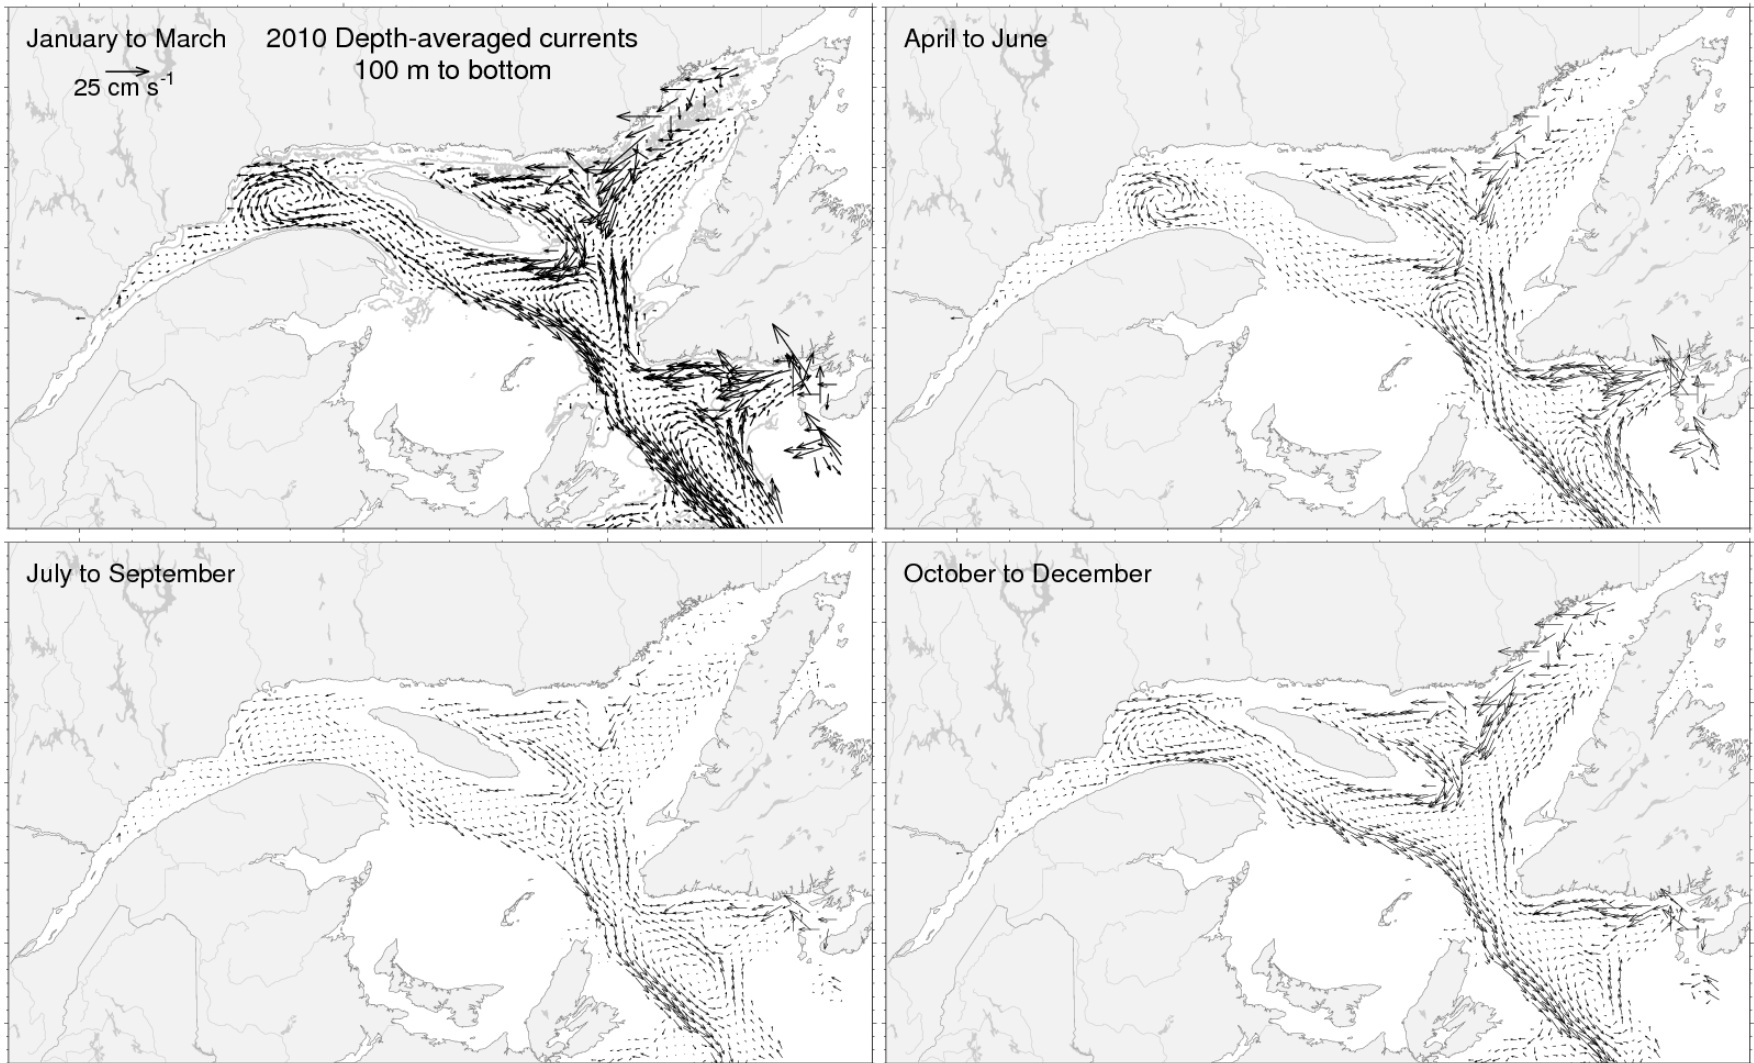 January to March
2010 Depth-averaged currents
100 m to bottom
25 cm s⁻¹
April to June
July to September
October to December